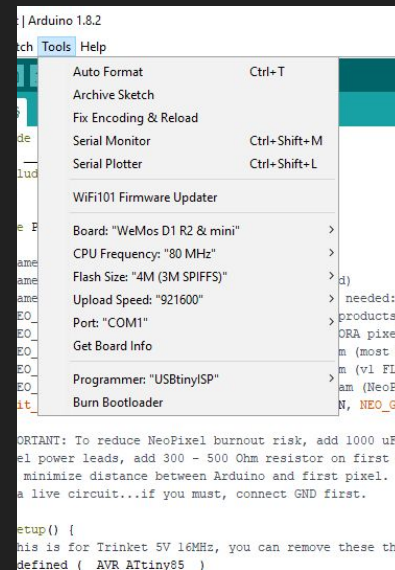 | Arduino 1.8.2
tch Tools Help
Auto Format Ctrl+T
Archive Sketch
Fix Encoding & Reload
Serial Monitor Ctrl+Shift+M
Serial Plotter Ctrl+Shift+L
WiFi101 Firmware Updater
Board: "WeMos D1 R2 & mini"
CPU Frequency: "80 MHz"
Flash Size: "4M (3M SPIFFS)"
Upload Speed: "921600"
Port: "COM1"
Get Board Info
Programmer: "USBtinyISP"
Burn Bootloader
de
lud
e P
ame
ame d)
ame needed:
EO_ products
EO_ ORA pixe
EO_ m (most
EO_ m (v1 FL
EO_ am (NeoP
it_ N, NEO_G
ORTANT: To reduce NeoPixel burnout risk, add 1000 uF
el power leads, add 300 - 500 Ohm resistor on first
minimize distance between Arduino and first pixel.
a live circuit...if you must, connect GND first.
etup() {
his is for Trinket 5V 16MHz, you can remove these th
defined (__AVR_ATtiny85__)